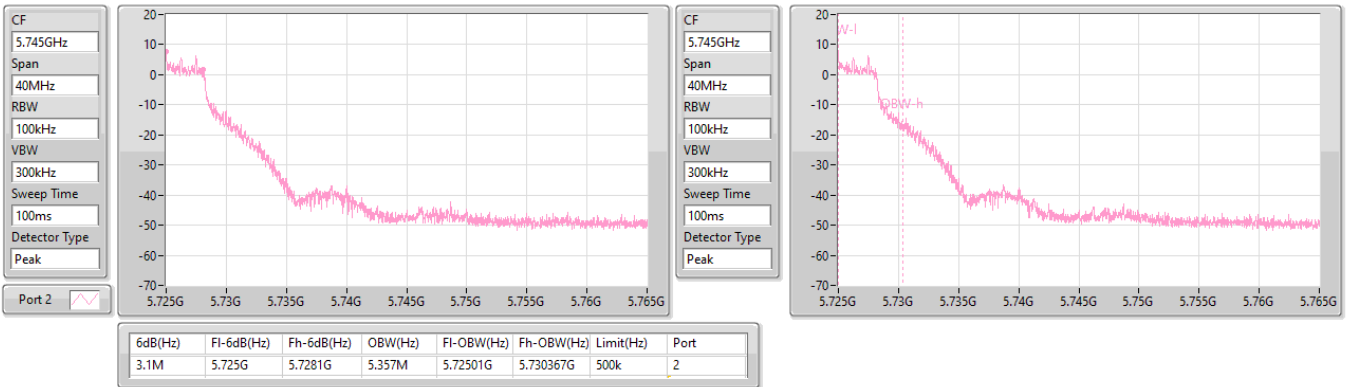 CF
5.745GHz
Span
40MHz
RBW
100kHz
VBW
300kHz
Sweep Time
100ms
Detector Type
Peak
Port 2
20-
10-
0-
-10-
-20-
-30-
-40-
-50-
-60-
-70-
5.725G 5.73G 5.735G 5.74G 5.745G 5.75G 5.755G 5.76G 5.765G
CF
5.745GHz
Span
40MHz
RBW
100kHz
VBW
300kHz
Sweep Time
100ms
Detector Type
Peak
20-
10-
0-
-10-
-20-
-30-
-40-
-50-
-60-
-70-
W-l
OBW-h
5.725G 5.73G 5.735G 5.74G 5.745G 5.75G 5.755G 5.76G 5.765G
6dB(Hz) Fl-6dB(Hz) Fh-6dB(Hz) OBW(Hz) Fl-OBW(Hz) Fh-OBW(Hz) Limit(Hz) Port
3.1M 5.725G 5.7281G 5.357M 5.72501G 5.730367G 500k 2